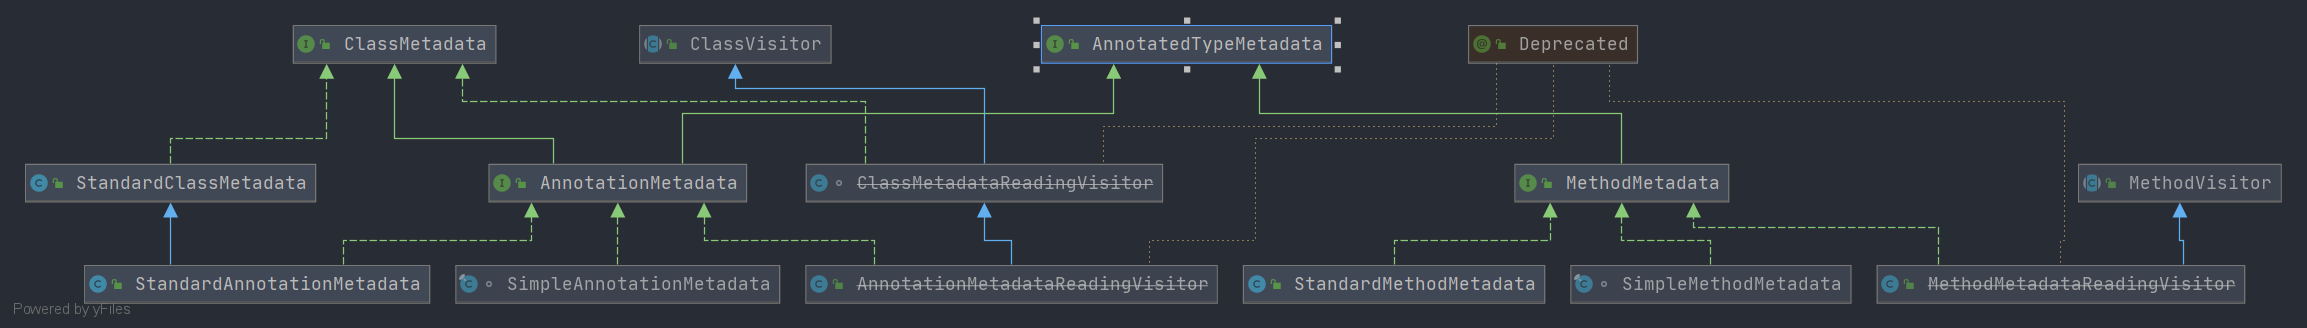 ClassMetadata
ClassVisitor
AnnotatedTypeMetadata
Deprecated
StandardClassMetadata
AnnotationMetadata
ClassMetadataReadingVisitor
MethodMetadata
MethodVisitor
StandardAnnotationMetadata
SimpleAnnotationMetadata
AnnotationMetadataReadingVisitor
StandardMethodMetadata
SimpleMethodMetadata
MethodMetadataReadingVisitor
Powered by yFiles